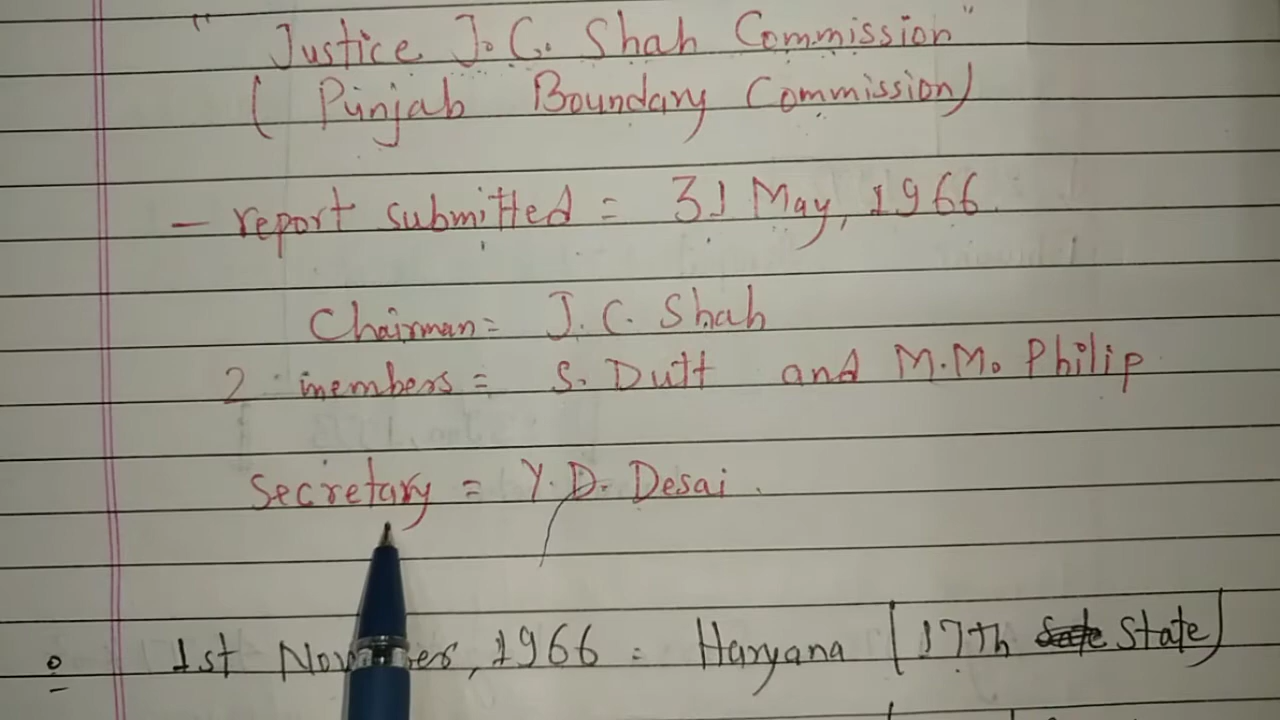 "Justice J. C. Shah Commission"
( Punjab Boundary Commission)
- report submitted = 31 May, 1966
Chairman = J. C. Shah
2 members = S. Dutt and M.M. Philip
Secretary = Y. D. Desai.
1st November, 1966 = Haryana [17th State]